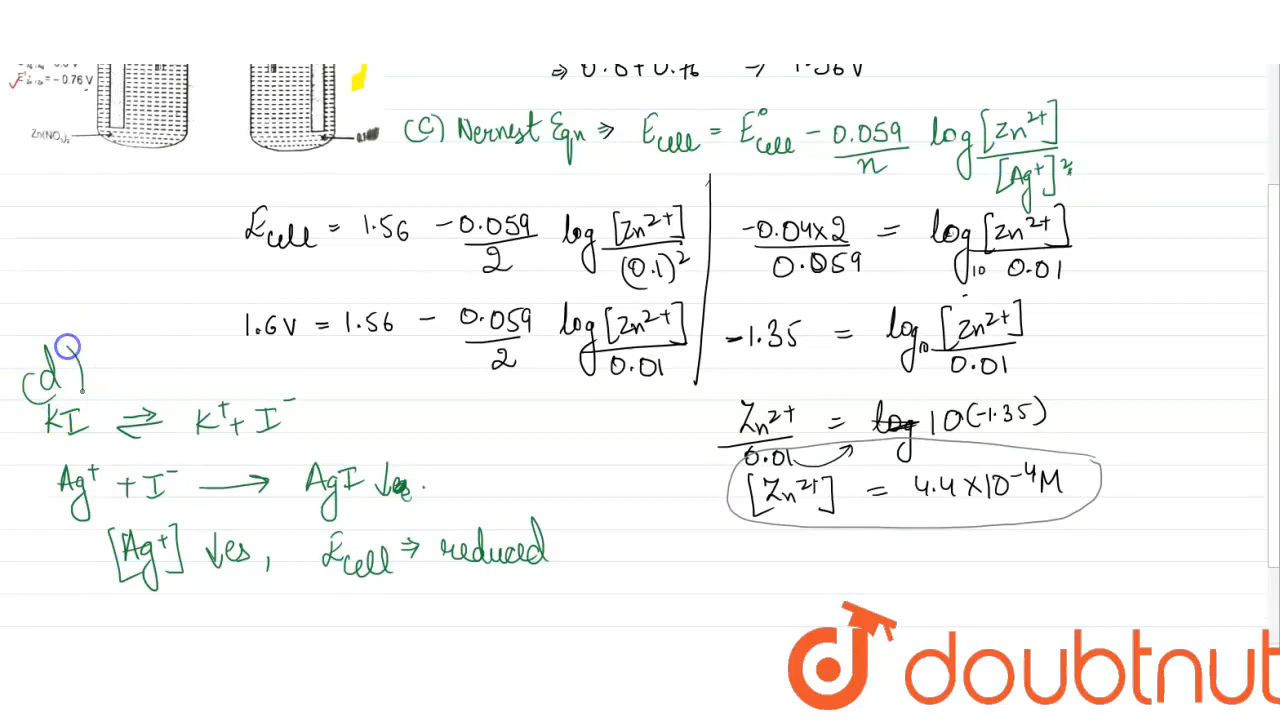 = – 0.76 V
⇒ 0.8 + 0.76 → 1.56 V
Zn(NO₃)₂
(C) Nernest Eqn ⇒ Ecell = E°cell – 0.059/n log [Zn²⁺]/[Ag⁺]²
Ecell = 1.56 – 0.059/2 log [Zn²⁺]/(0.1)²
1.6V = 1.56 – 0.059/2 log [Zn²⁺]/0.01
–0.04×2/0.059 = log₁₀ [Zn²⁺]/0.01
–1.35 = log₁₀ [Zn²⁺]/0.01
Zn²⁺/0.01 = 10(–1.35)
[Zn²⁺] = 4.4×10⁻⁴M
(d)
KI ⇌ K⁺ + I⁻
Ag⁺ + I⁻ → AgI ↓es.
[Ag⁺] ↓es, Ecell ⇒ reduced
doubtnut